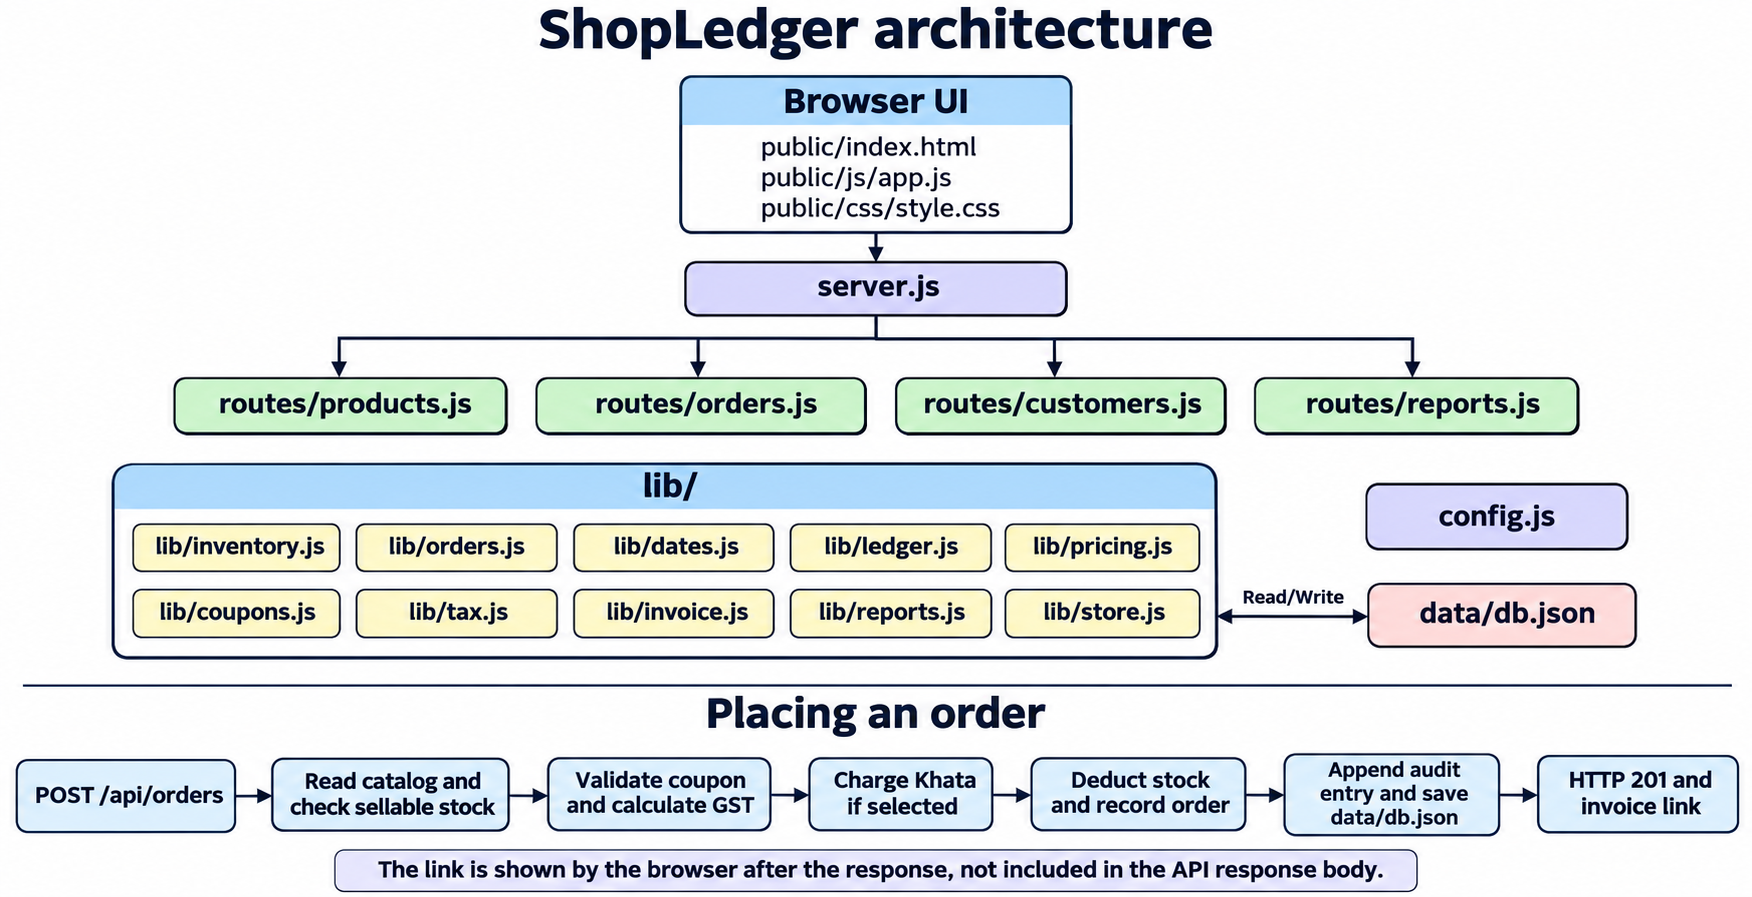 ShopLedger architecture
Browser UI
public/index.html
public/js/app.js
public/css/style.css
server.js
routes/products.js
routes/orders.js
routes/customers.js
routes/reports.js
lib/
lib/inventory.js
lib/orders.js
lib/dates.js
lib/ledger.js
lib/pricing.js
lib/coupons.js
lib/tax.js
lib/invoice.js
lib/reports.js
lib/store.js
config.js
Read/Write
data/db.json
Placing an order
POST /api/orders
Read catalog and
check sellable stock
Validate coupon
and calculate GST
Charge Khata
if selected
Deduct stock
and record order
Append audit
entry and save
data/db.json
HTTP 201 and
invoice link
The link is shown by the browser after the response, not included in the API response body.